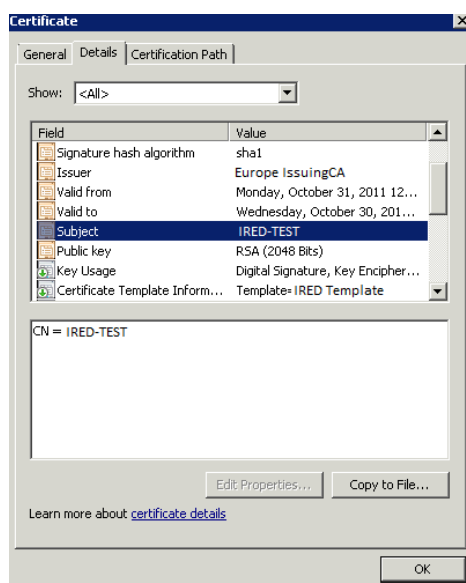 Certificate
General Details Certification Path
Show: <All>
Field Value
Signature hash algorithm sha1
Issuer Europe IssuingCA
Valid from Monday, October 31, 2011 12...
Valid to Wednesday, October 30, 201...
Subject IRED-TEST
Public key RSA (2048 Bits)
Key Usage Digital Signature, Key Encipher...
Certificate Template Inform... Template=IRED Template
CN = IRED-TEST
Edit Properties... Copy to File...
Learn more about certificate details
OK